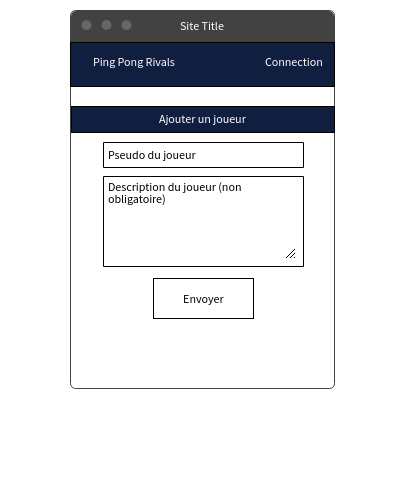 Site Title
Ping Pong Rivals Connection
Ajouter un joueur
Pseudo du joueur
Description du joueur (non
obligatoire)
Envoyer